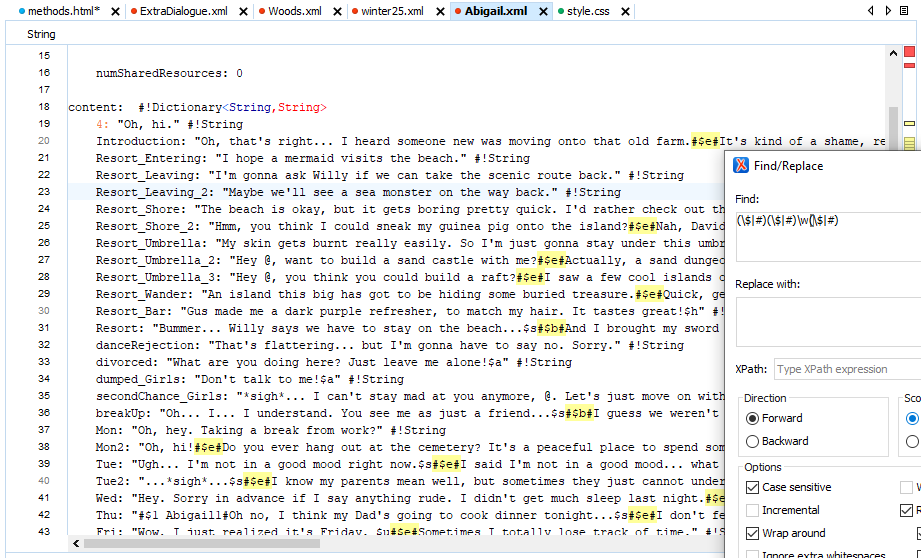 methods.html* ExtraDialogue.xml Woods.xml winter25.xml Abigail.xml style.css
String
15
16 numSharedResources: 0
17
18 content: #!Dictionary<String,String>
19 4: "Oh, hi." #!String
20 Introduction: "Oh, that's right... I heard someone new was moving onto that old farm.#$e#It's kind of a shame, re
21 Resort_Entering: "I hope a mermaid visits the beach." #!String
22 Resort_Leaving: "I'm gonna ask Willy if we can take the scenic route back." #!String
23 Resort_Leaving_2: "Maybe we'll see a sea monster on the way back." #!String
24 Resort_Shore: "The beach is okay, but it gets boring pretty quick. I'd rather check out th
25 Resort_Shore_2: "Hmm, you think I could sneak my guinea pig onto the island?#$e#Nah, David
26 Resort_Umbrella: "My skin gets burnt really easily. So I'm just gonna stay under this umbr
27 Resort_Umbrella_2: "Hey @, want to build a sand castle with me?#$e#Actually, a sand dunge
28 Resort_Umbrella_3: "Hey @, you think you could build a raft?#$e#I saw a few cool islands
29 Resort_Wander: "An island this big has got to be hiding some buried treasure.#$e#Quick, ge
30 Resort_Bar: "Gus made me a dark purple refresher, to match my hair. It tastes great!$h" #!
31 Resort: "Bummer... Willy says we have to stay on the beach...$s#$b#And I brought my sword
32 danceRejection: "That's flattering... but I'm gonna have to say no. Sorry." #!String
33 divorced: "What are you doing here? Just leave me alone!$a" #!String
34 dumped_Girls: "Don't talk to me!$a" #!String
35 secondChance_Girls: "*sigh*... I can't stay mad at you anymore, @. Let's just move on with
36 breakUp: "Oh... I... I understand. You see me as just a friend...$s#$b#I guess we weren't
37 Mon: "Oh, hey. Taking a break from work?" #!String
38 Mon2: "Oh, hi!#$e#Do you ever hang out at the cemetery? It's a peaceful place to spend som
39 Tue: "Ugh... I'm not in a good mood right now.$s#$e#I said I'm not in a good mood... what
40 Tue2: "...*sigh*...$s#$e#I know my parents mean well, but sometimes they just cannot under
41 Wed: "Hey. Sorry in advance if I say anything rude. I didn't get much sleep last night.#$e
42 Thu: "#$1 Abigail1#Oh no, I think my Dad's going to cook dinner tonight...$s#$e#I don't fe
43 Fri: "Wow, I just realized it's Friday. $u#$e#Sometimes I totally lose track of time." #!S
Find/Replace
Find:
(\$|#)(\$|#)\w(\$|#)
Replace with:
XPath: Type XPath expression
Direction
Forward
Backward
Sco
Options
Case sensitive
Incremental
Wrap around
Ignore extra whitespaces